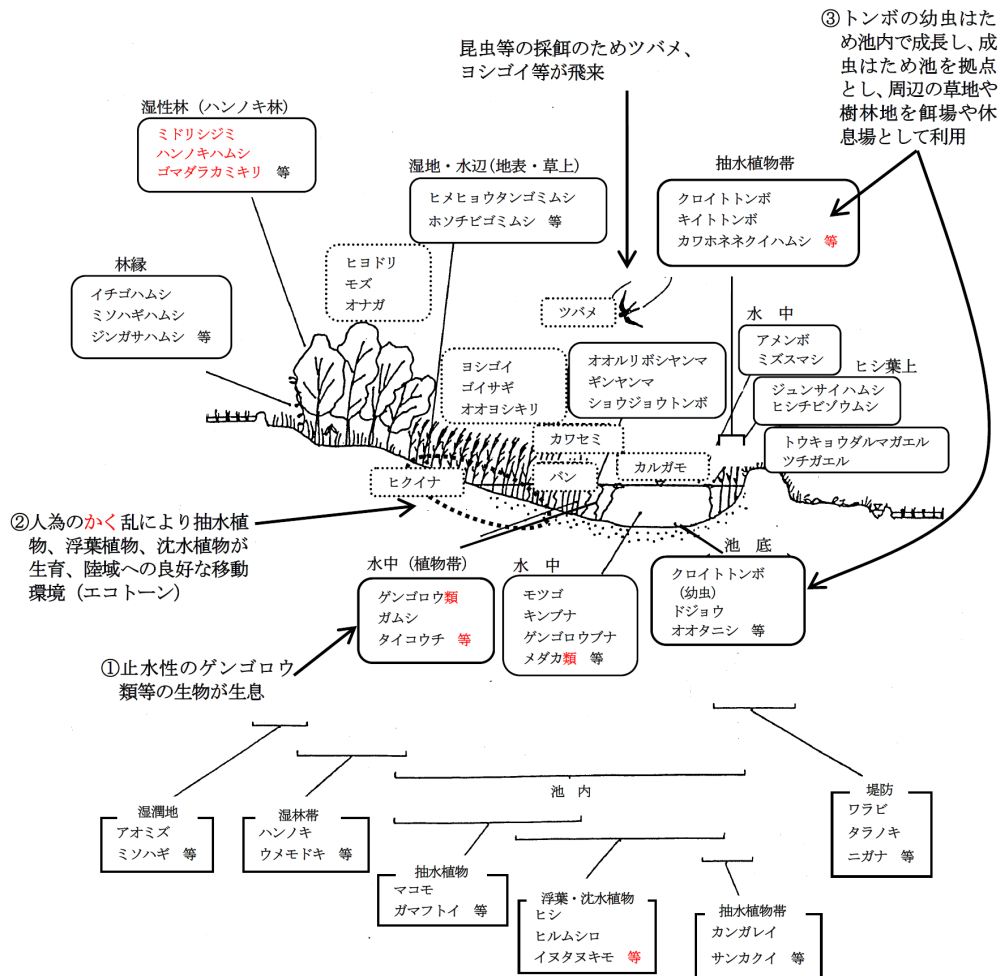 ③トンボの幼虫はた
め池内で成長し、成
虫はため池を拠点
とし、周辺の草地や
樹林地を餌場や休
息場として利用
昆虫等の採餌のためツバメ、
ヨシゴイ等が飛来
湿性林（ハンノキ林）
ミドリシジミ
ハンノキハムシ
ゴマダラカミキリ　等
湿地・水辺(地表・草上)
ヒメヒョウタンゴミムシ
ホソチビゴミムシ　等
抽水植物帯
クロイトトンボ
キイトトンボ
カワホネネクイハムシ　等
林縁
イチゴハムシ
ミソハギハムシ
ジンガサハムシ　等
ヒヨドリ
モズ
オナガ
ツバメ
水　中
アメンボ
ミズスマシ
ヨシゴイ
ゴイサギ
オオヨシキリ
オオルリボシヤンマ
ギンヤンマ
ショウジョウトンボ
ヒシ葉上
ジュンサイハムシ
ヒシチビゾウムシ
カワセミ
トウキョウダルマガエル
ツチガエル
ヒクイナ
バン
カルガモ
②人為のかく乱により抽水植
物、浮葉植物、沈水植物が
生育、陸域への良好な移動
環境（エコトーン）
水中（植物帯）
ゲンゴロウ類
ガムシ
タイコウチ　等
水　中
モツゴ
キンブナ
ゲンゴロウブナ
メダカ類　等
池　底
クロイトトンボ
（幼虫）
ドジョウ
オオタニシ　等
①止水性のゲンゴロウ
類等の生物が生息
池　内
湿潤地
アオミズ
ミソハギ　等
湿林帯
ハンノキ
ウメモドキ　等
堤防
ワラビ
タラノキ
ニガナ　等
抽水植物
マコモ
ガマフトイ　等
浮葉・沈水植物
ヒシ
ヒルムシロ
イヌタヌキモ　等
抽水植物帯
カンガレイ
サンカクイ　等